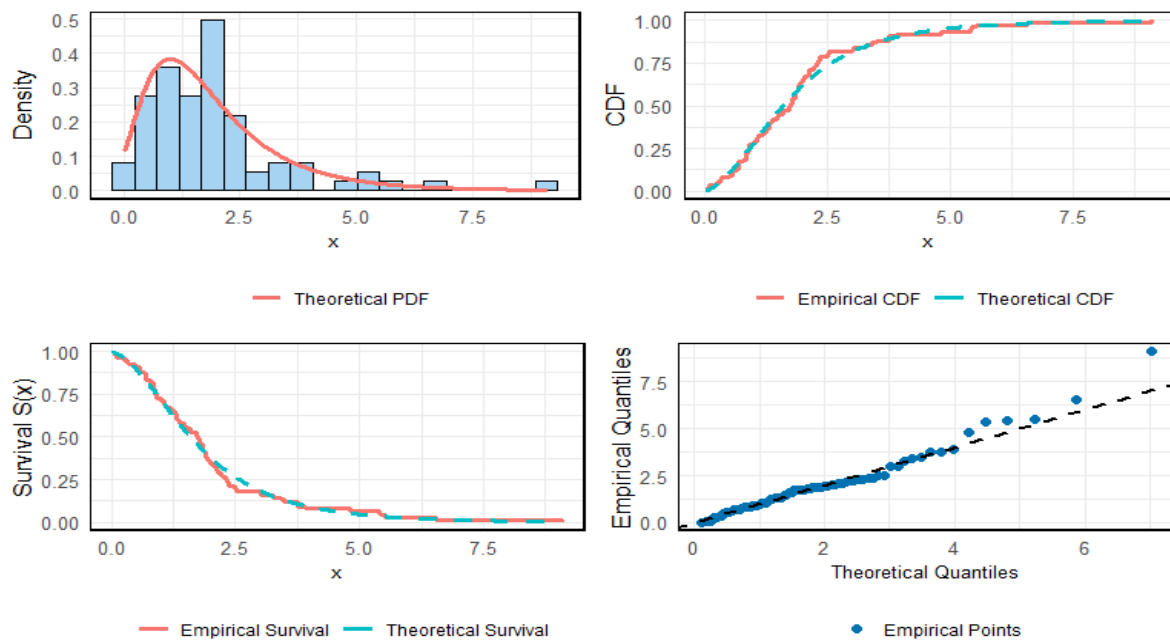 Density
0.5
0.4
0.3
0.2
0.1
0.0
0.0 2.5 5.0 7.5
x
Theoretical PDF
CDF
1.00
0.75
0.50
0.25
0.00
0.0 2.5 5.0 7.5
x
Empirical CDF Theoretical CDF
Survival S(x)
1.00
0.75
0.50
0.25
0.00
0.0 2.5 5.0 7.5
x
Empirical Survival Theoretical Survival
Empirical Quantiles
7.5
5.0
2.5
0.0
0 2 4 6
Theoretical Quantiles
Empirical Points